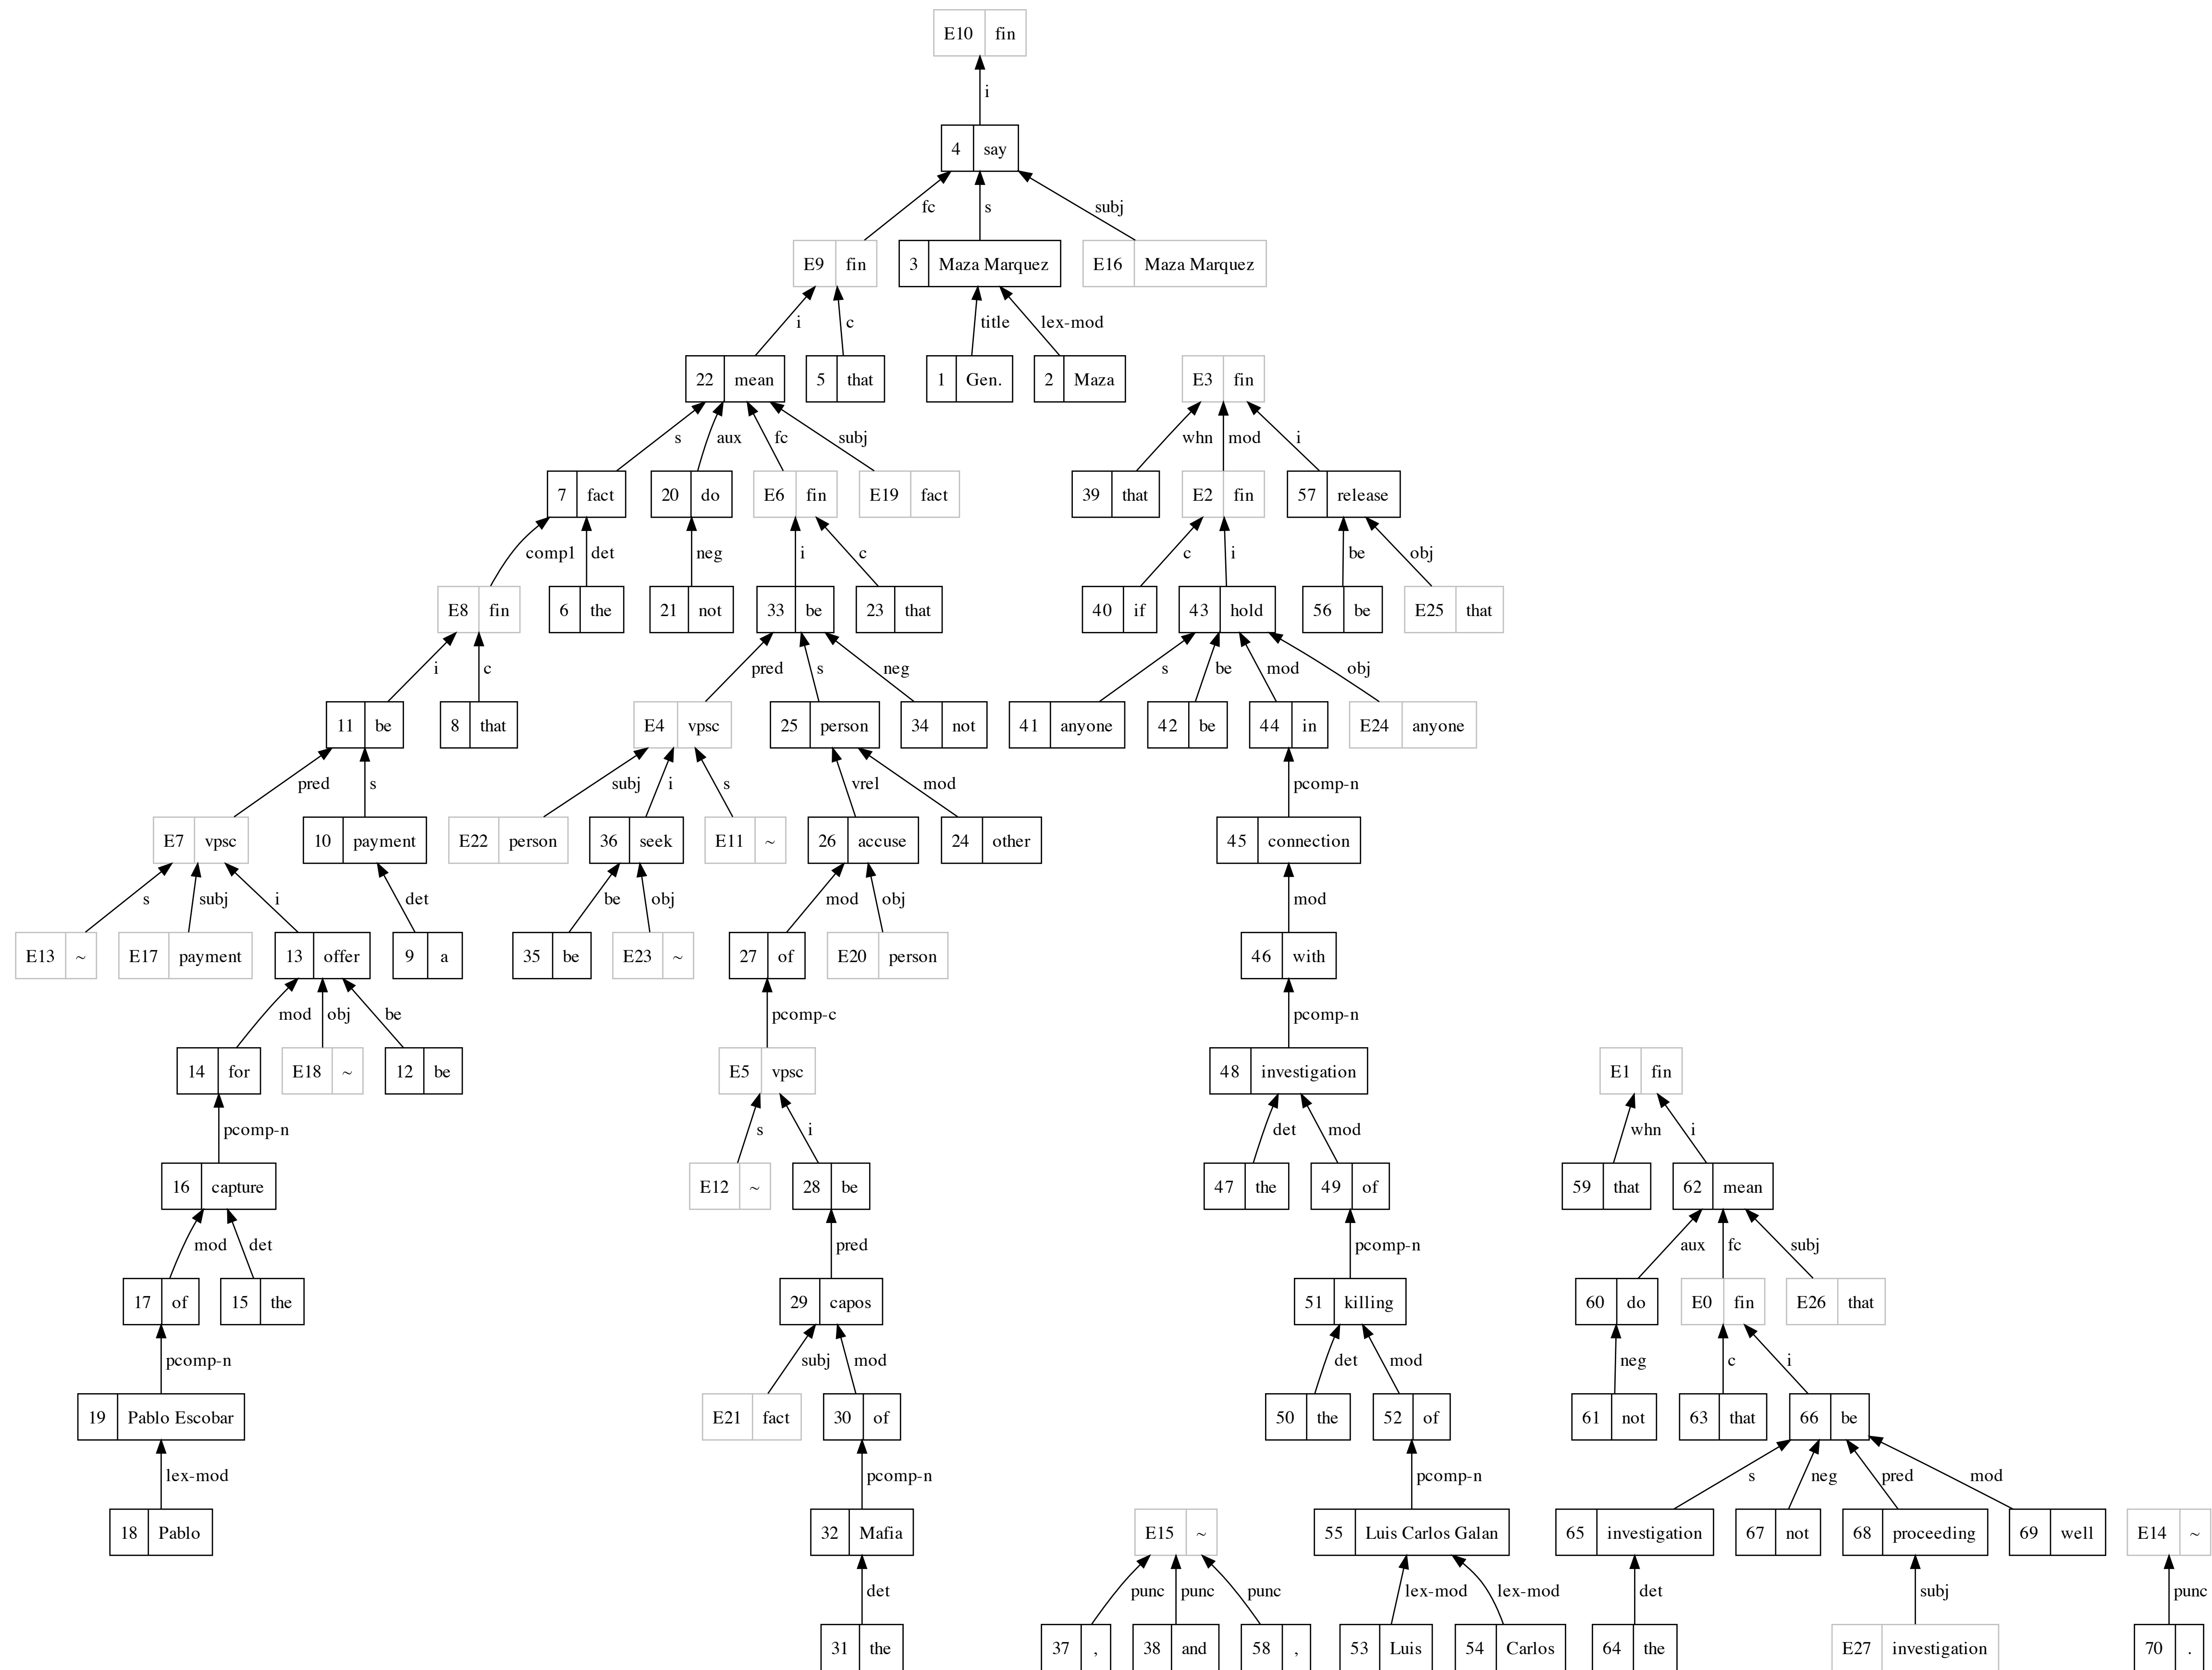 E10 fin
i
4 say
fc s subj
E9 fin 3 Maza Marquez E16 Maza Marquez
i c title lex-mod
22 mean 5 that 1 Gen. 2 Maza E3 fin
s aux fc subj whn mod i
7 fact 20 do E6 fin E19 fact 39 that E2 fin 57 release
comp1 det neg i c c i be obj
E8 fin 6 the 21 not 33 be 23 that 40 if 43 hold 56 be E25 that
i c pred s neg s be mod obj
11 be 8 that E4 vpsc 25 person 34 not 41 anyone 42 be 44 in E24 anyone
pred s subj i s vrel mod pcomp-n
E7 vpsc 10 payment E22 person 36 seek E11 ~ 26 accuse 24 other 45 connection
s subj i det be obj mod obj mod
E13 ~ E17 payment 13 offer 9 a 35 be E23 ~ 27 of E20 person 46 with
mod obj be pcomp-c pcomp-n
14 for E18 ~ 12 be E5 vpsc 48 investigation E1 fin
pcomp-n s i det mod whn i
16 capture E12 ~ 28 be 47 the 49 of 59 that 62 mean
mod det pred pcomp-n aux fc subj
17 of 15 the 29 capos 51 killing 60 do E0 fin E26 that
pcomp-n subj mod det mod neg c i
19 Pablo Escobar E21 fact 30 of 50 the 52 of 61 not 63 that 66 be
lex-mod pcomp-n pcomp-n s neg pred mod
18 Pablo 32 Mafia E15 ~ 55 Luis Carlos Galan 65 investigation 67 not 68 proceeding 69 well E14 ~
det punc punc punc lex-mod lex-mod det subj punc
31 the 37 , 38 and 58 , 53 Luis 54 Carlos 64 the E27 investigation 70 .